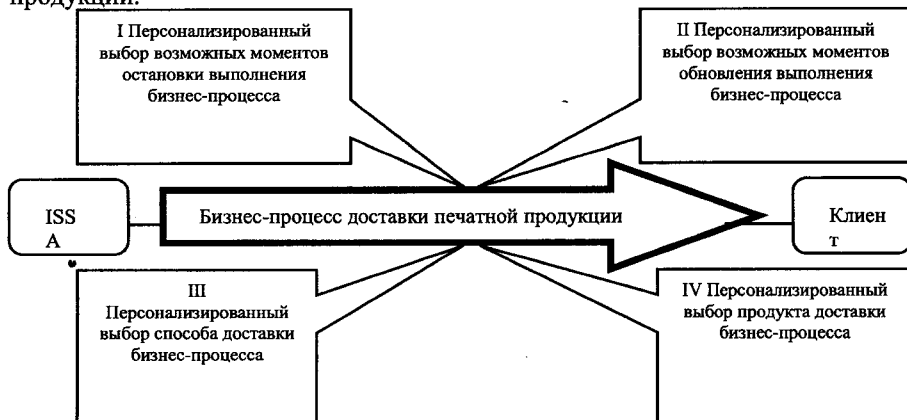 продукции.
I Персонализированный
выбор возможных моментов
остановки выполнения
бизнес-процесса
II Персонализированный
выбор возможных моментов
обновления выполнения
бизнес-процесса
ISS
А
Бизнес-процесс доставки печатной продукции
Клиен
т
III
Персонализированный
выбор способа доставки
бизнес-процесса
IV Персонализированный
выбор продукта доставки
бизнес-процесса